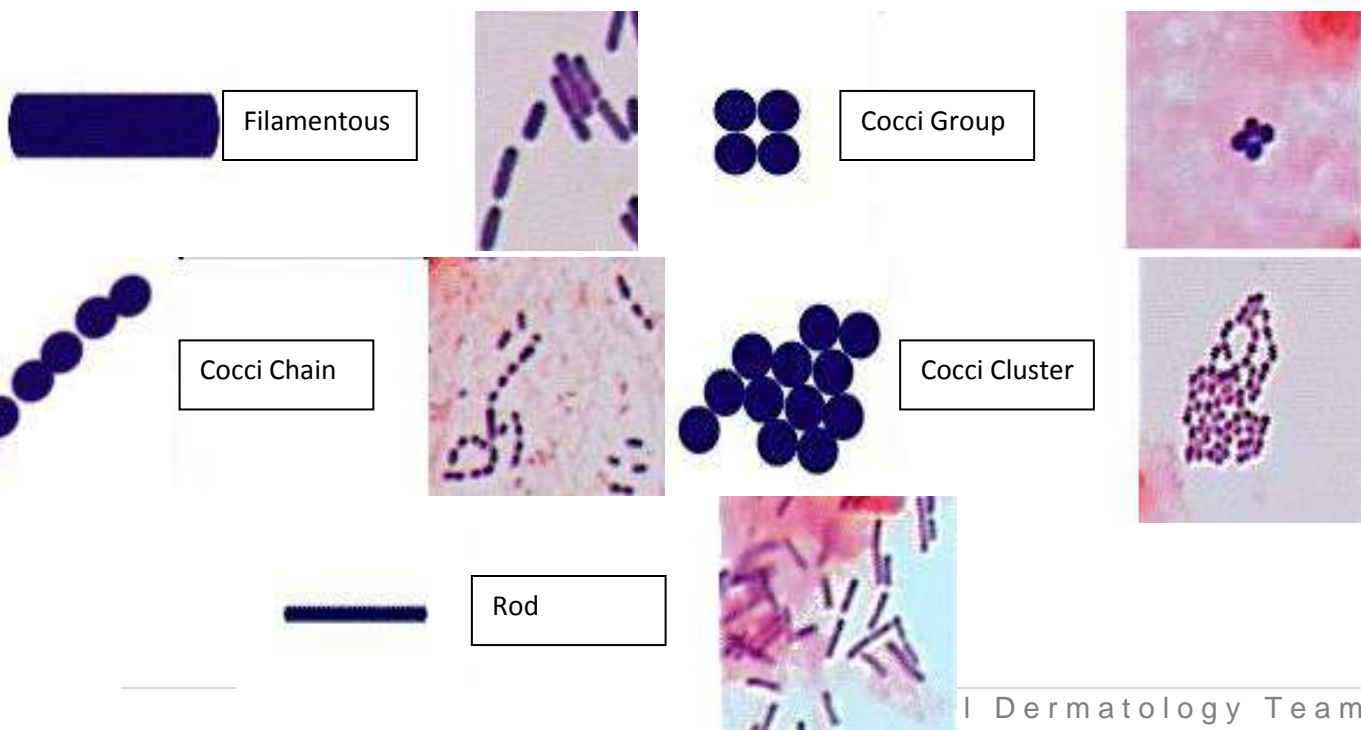 Filamentous
Cocci Group
Cocci Chain
Cocci Cluster
Rod
l Dermatology Team